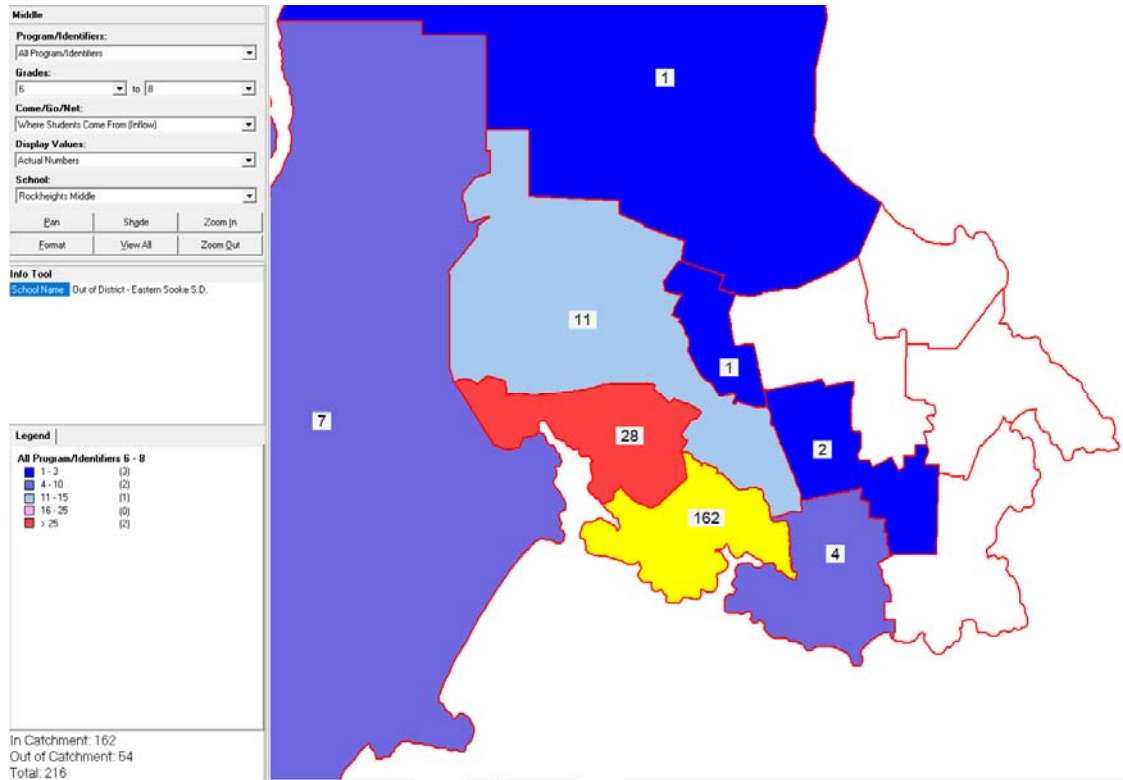 Middle
Program/Identifiers:
All Program/Identifiers
Grades:
6 to 8
Come/Go/Net:
Where Students Come From (Inflow)
Display Values:
Actual Numbers
School:
Rockheights Middle
Pan Shade Zoom In
Format View All Zoom Out
Info Tool
School Name Out of District - Eastern Sooke S.D.
Legend
All Program/Identifiers 6 - 8
1 - 3 (3)
4 - 10 (2)
11 - 15 (1)
16 - 25 (0)
> 25 (2)
In Catchment: 162
Out of Catchment: 54
Total: 216
1
11
1
7
28
2
162
4